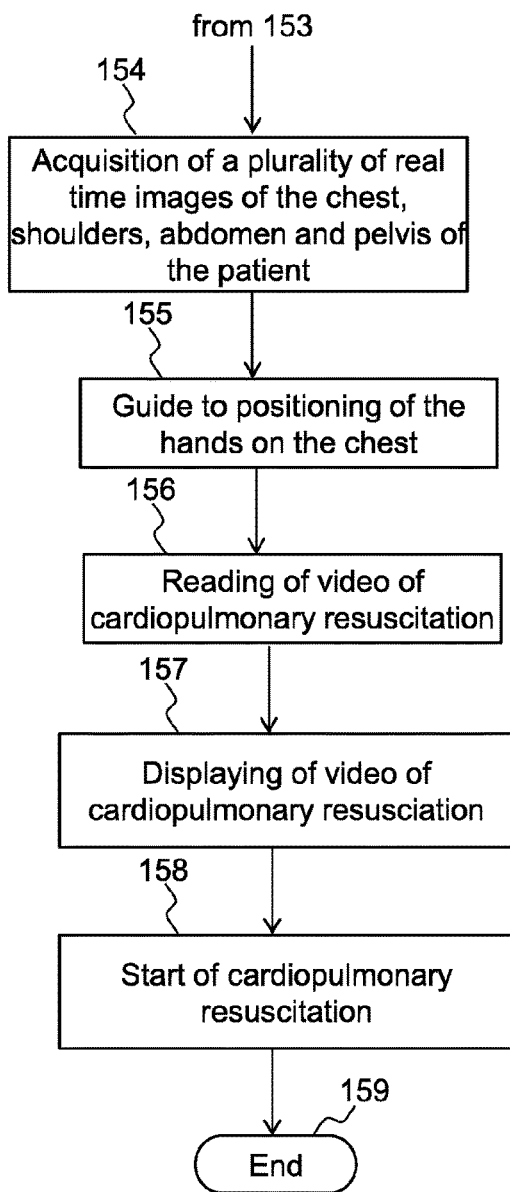 from 153
154
Acquisition of a plurality of real
time images of the chest,
shoulders, abdomen and pelvis of
the patient
155
Guide to positioning of the
hands on the chest
156
Reading of video of
cardiopulmonary resuscitation
157
Displaying of video of
cardiopulmonary resusciation
158
Start of cardiopulmonary
resuscitation
159
End